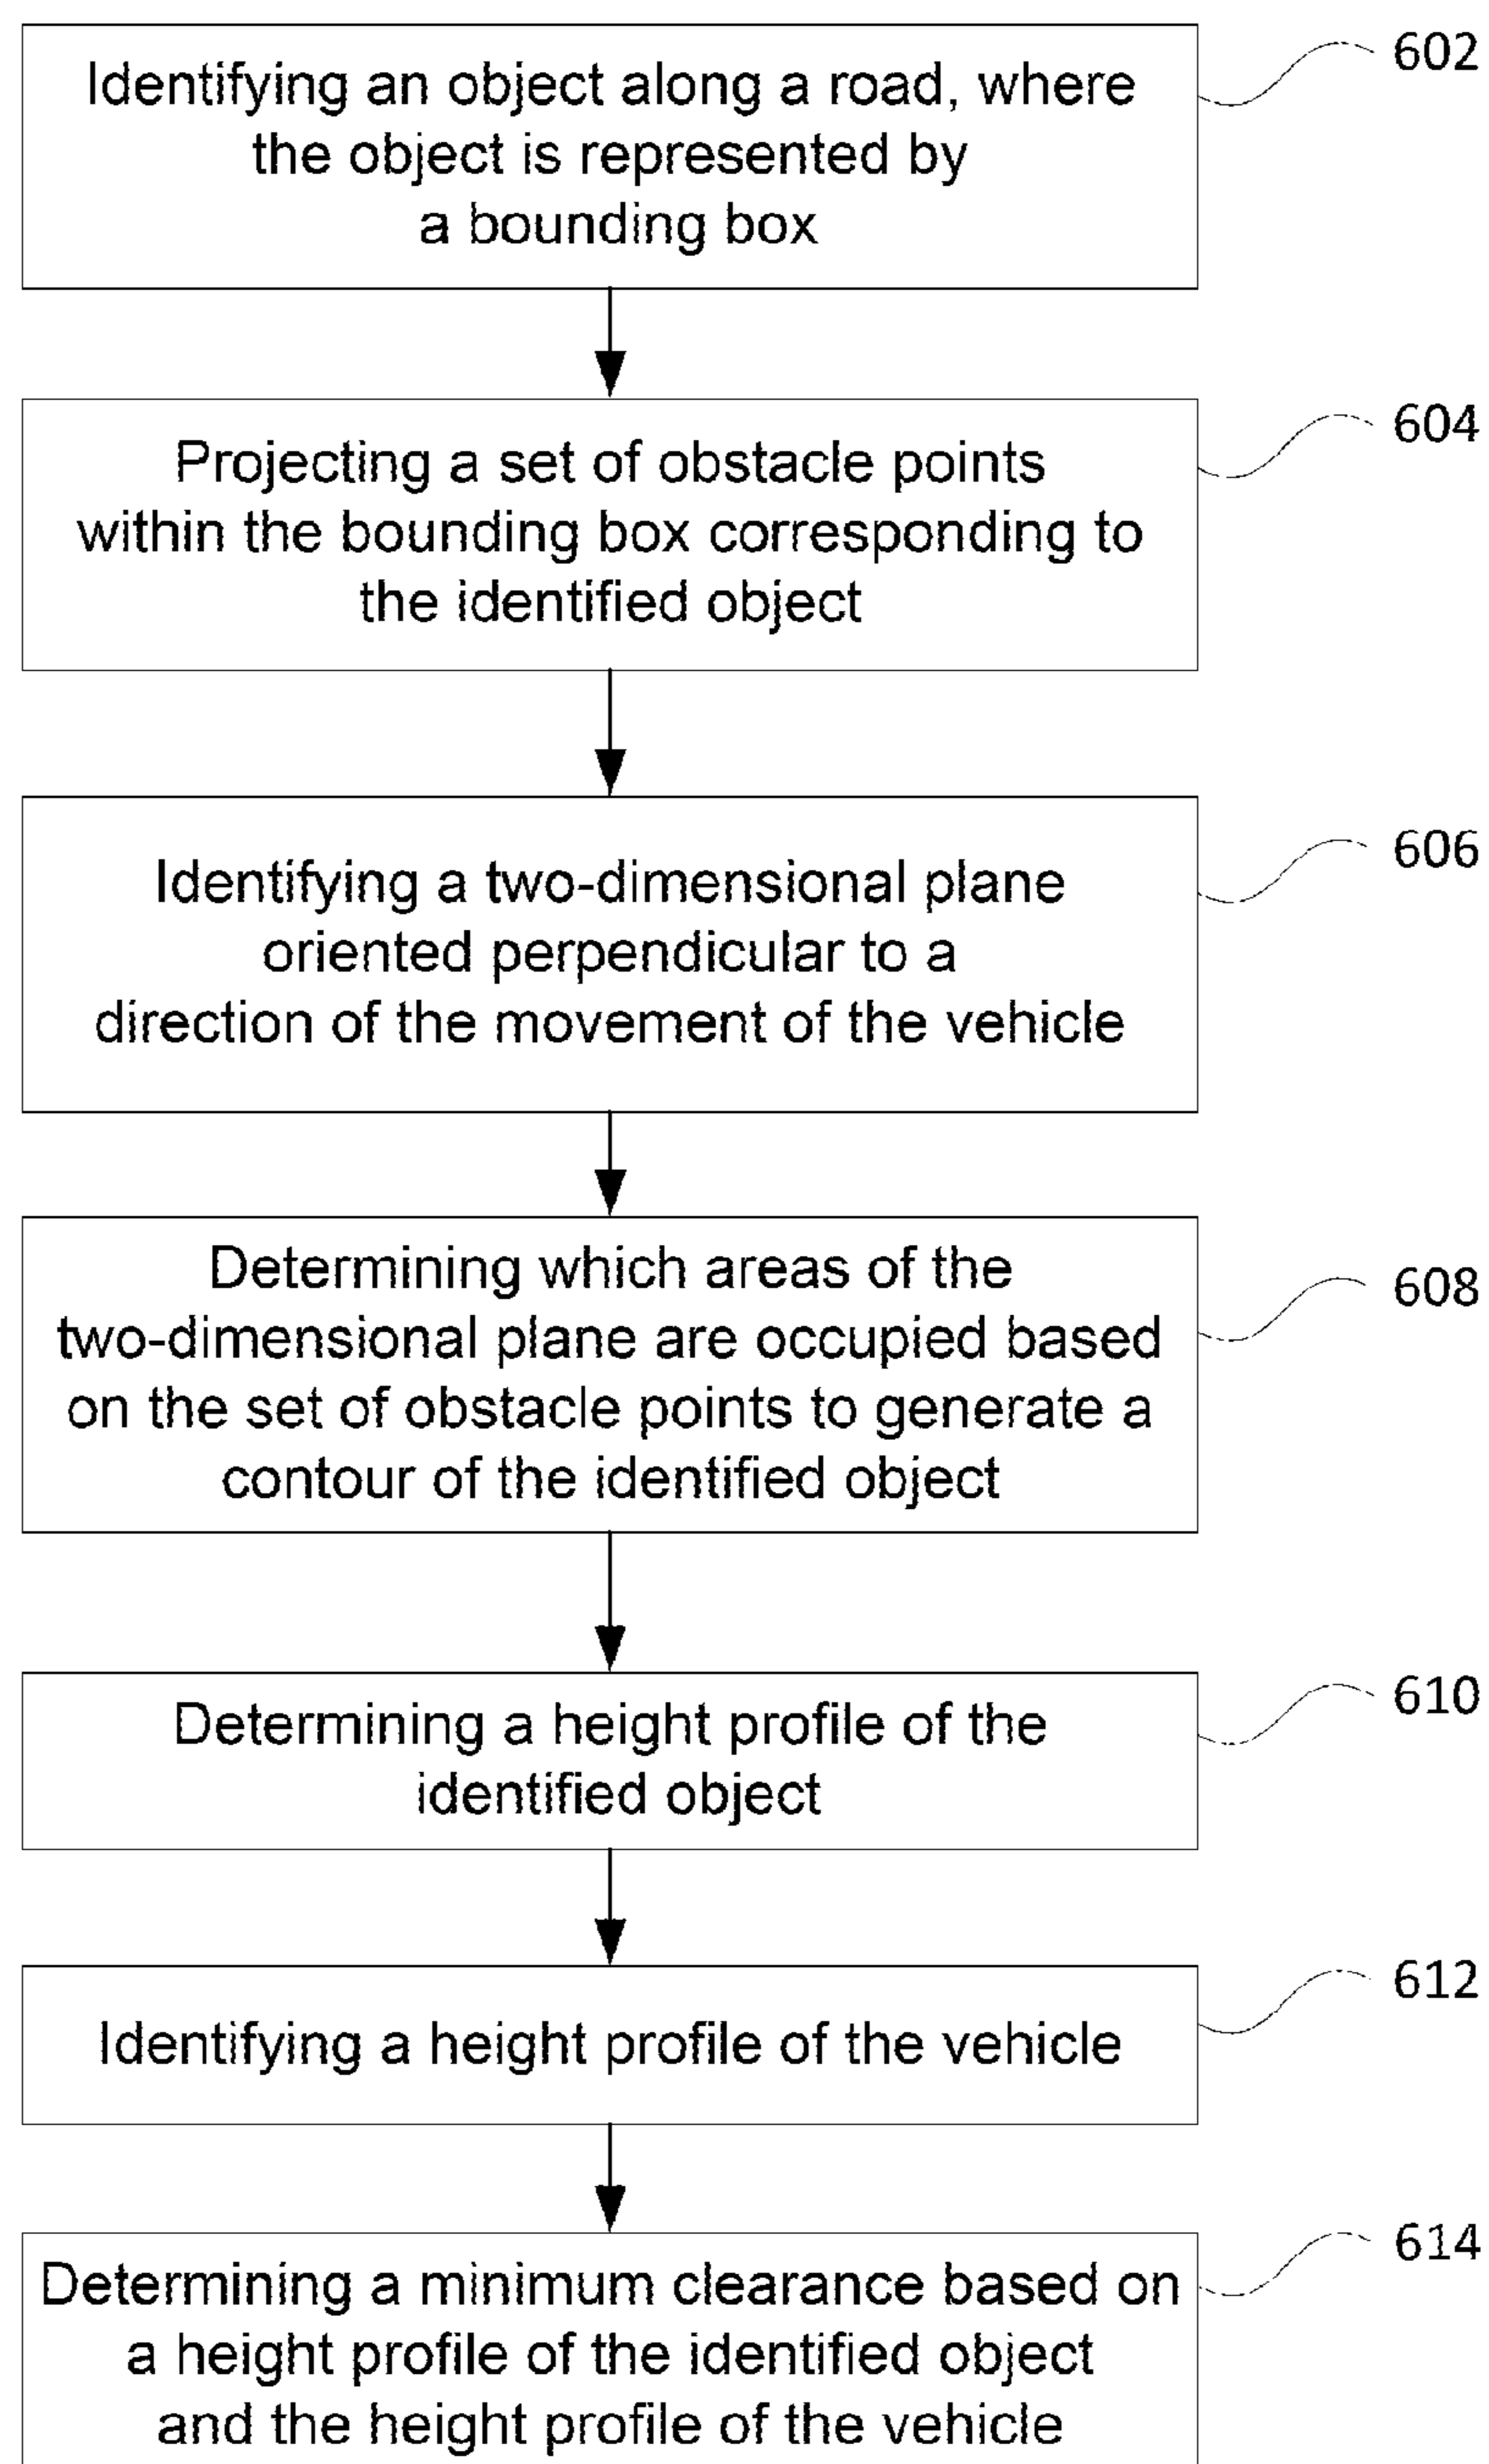 Identifying an object along a road, where
the object is represented by
a bounding box
602
Projecting a set of obstacle points
within the bounding box corresponding to
the identified object
604
Identifying a two-dimensional plane
oriented perpendicular to a
direction of the movement of the vehicle
606
Determining which areas of the
two-dimensional plane are occupied based
on the set of obstacle points to generate a
contour of the identified object
608
Determining a height profile of the
identified object
610
Identifying a height profile of the vehicle
612
Determining a minimum clearance based on
a height profile of the identified object
and the height profile of the vehicle
614